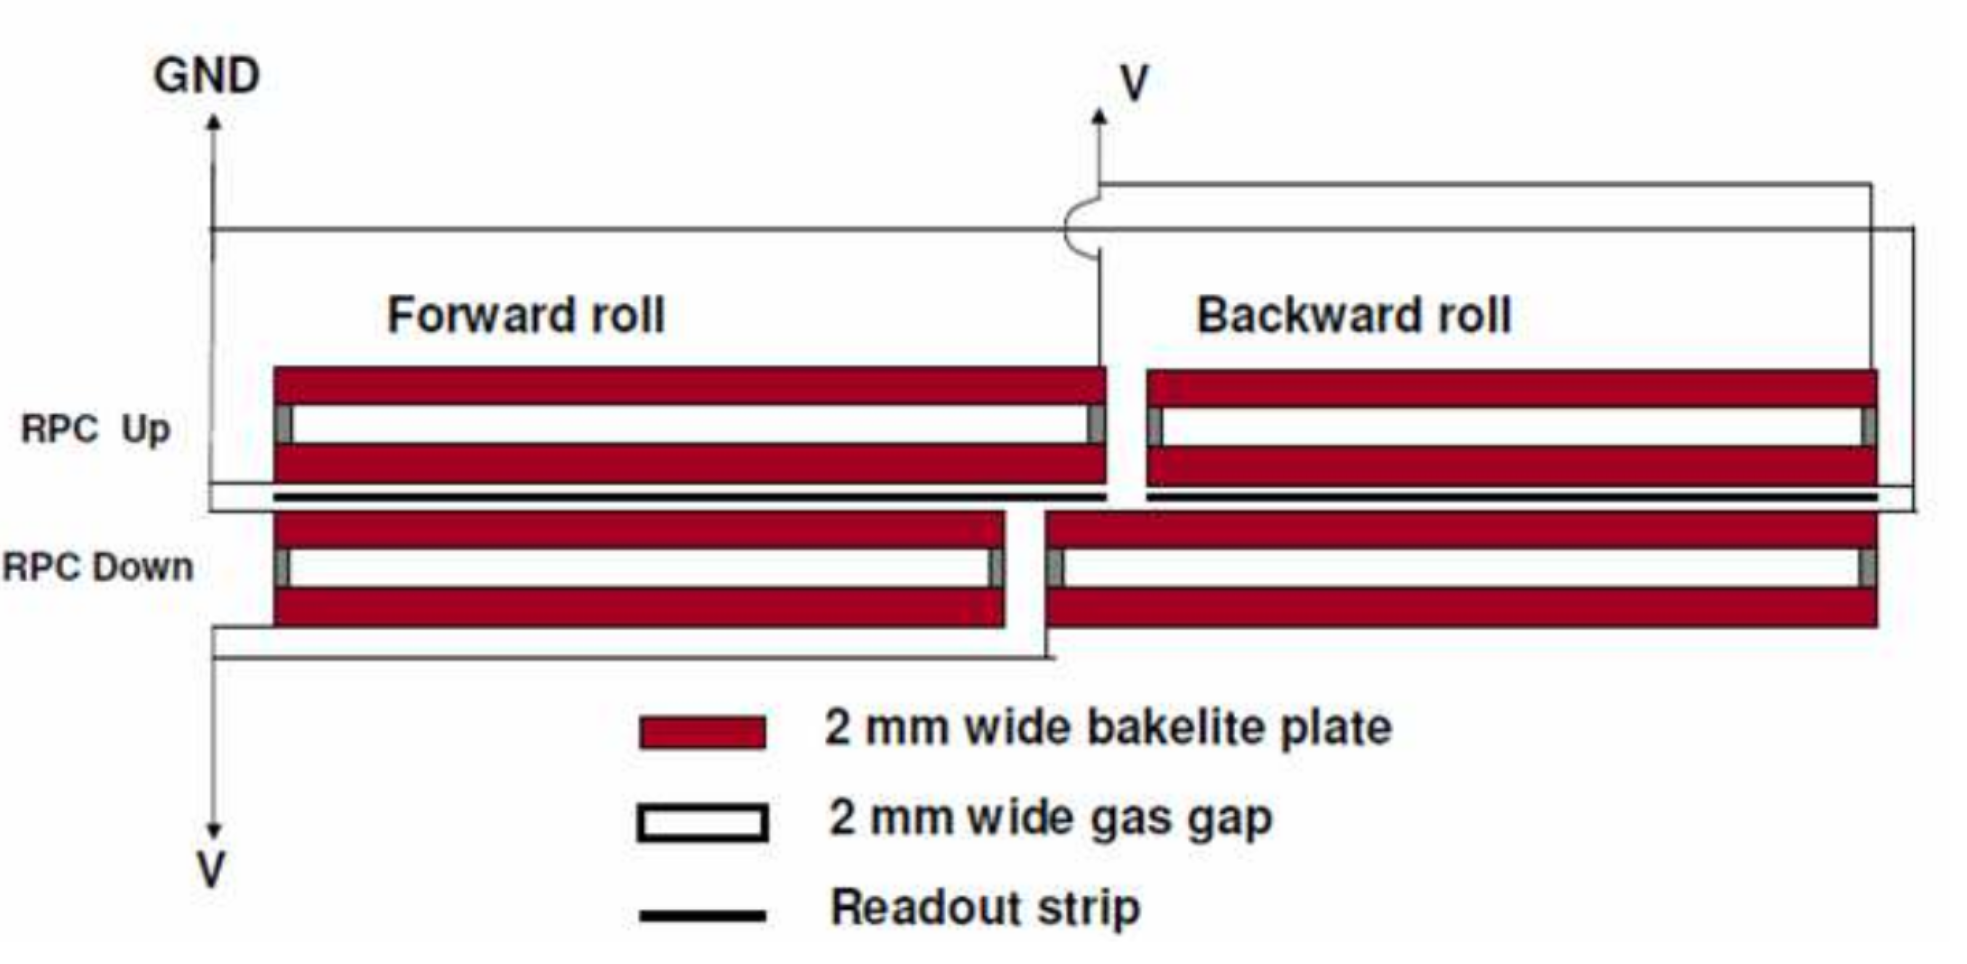 GND
V
Forward roll
Backward roll
RPC Up
RPC Down
2 mm wide bakelite plate
2 mm wide gas gap
V
Readout strip